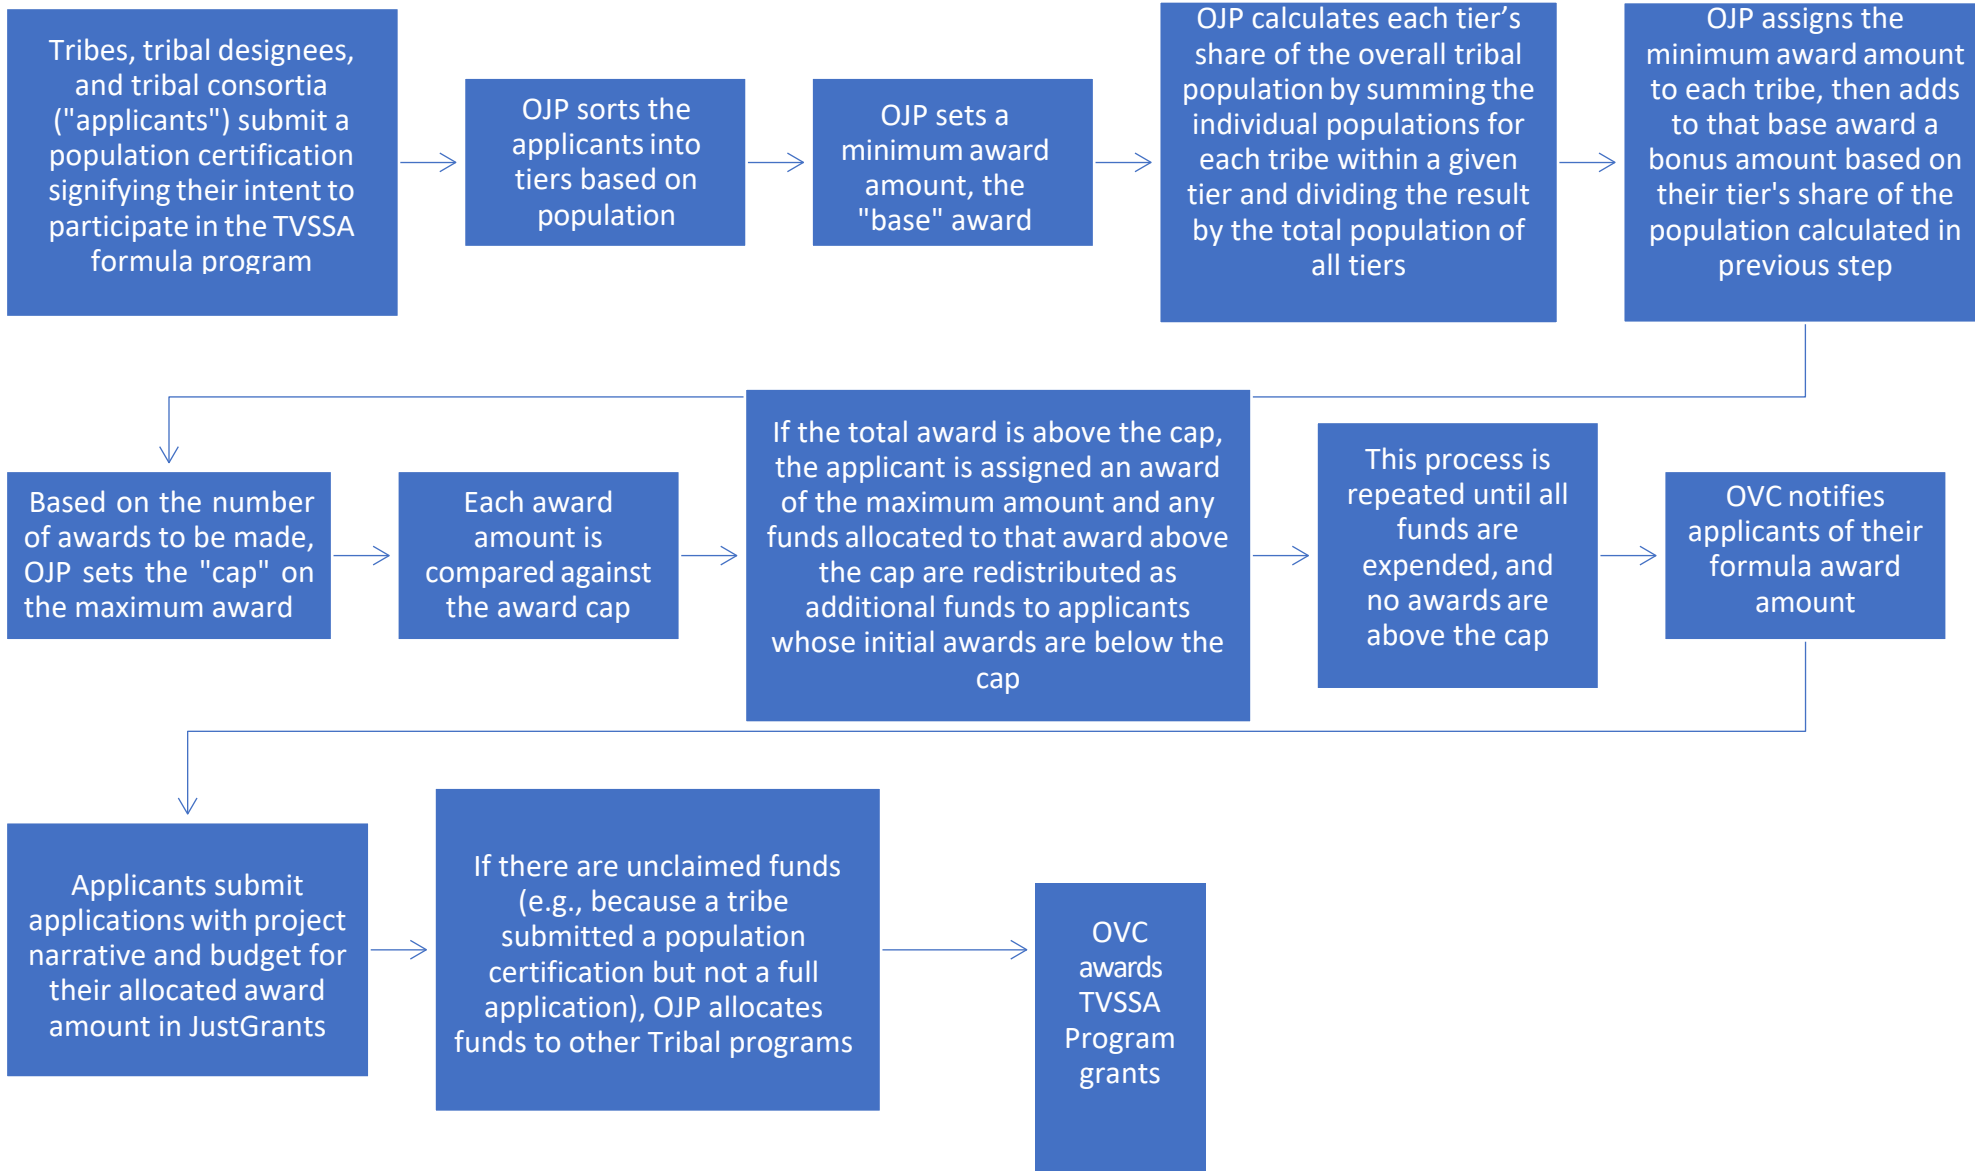 Tribes, tribal designees,
and tribal consortia
("applicants") submit a
population certification
signifying their intent to
participate in the TVSSA
formula program
OJP sorts the
applicants into
tiers based on
population
OJP sets a
minimum award
amount, the
"base" award
OJP calculates each tier’s
share of the overall tribal
population by summing the
individual populations for
each tribe within a given
tier and dividing the result
by the total population of
all tiers
OJP assigns the
minimum award amount
to each tribe, then adds
to that base award a
bonus amount based on
their tier's share of the
population calculated in
previous step
Based on the number
of awards to be made,
OJP sets the "cap" on
the maximum award
Each award
amount is
compared against
the award cap
If the total award is above the cap,
the applicant is assigned an award
of the maximum amount and any
funds allocated to that award above
the cap are redistributed as
additional funds to applicants
whose initial awards are below the
cap
This process is
repeated until all
funds are
expended, and
no awards are
above the cap
OVC notifies
applicants of their
formula award
amount
Applicants submit
applications with project
narrative and budget for
their allocated award
amount in JustGrants
If there are unclaimed funds
(e.g., because a tribe
submitted a population
certification but not a full
application), OJP allocates
funds to other Tribal programs
OVC
awards
TVSSA
Program
grants